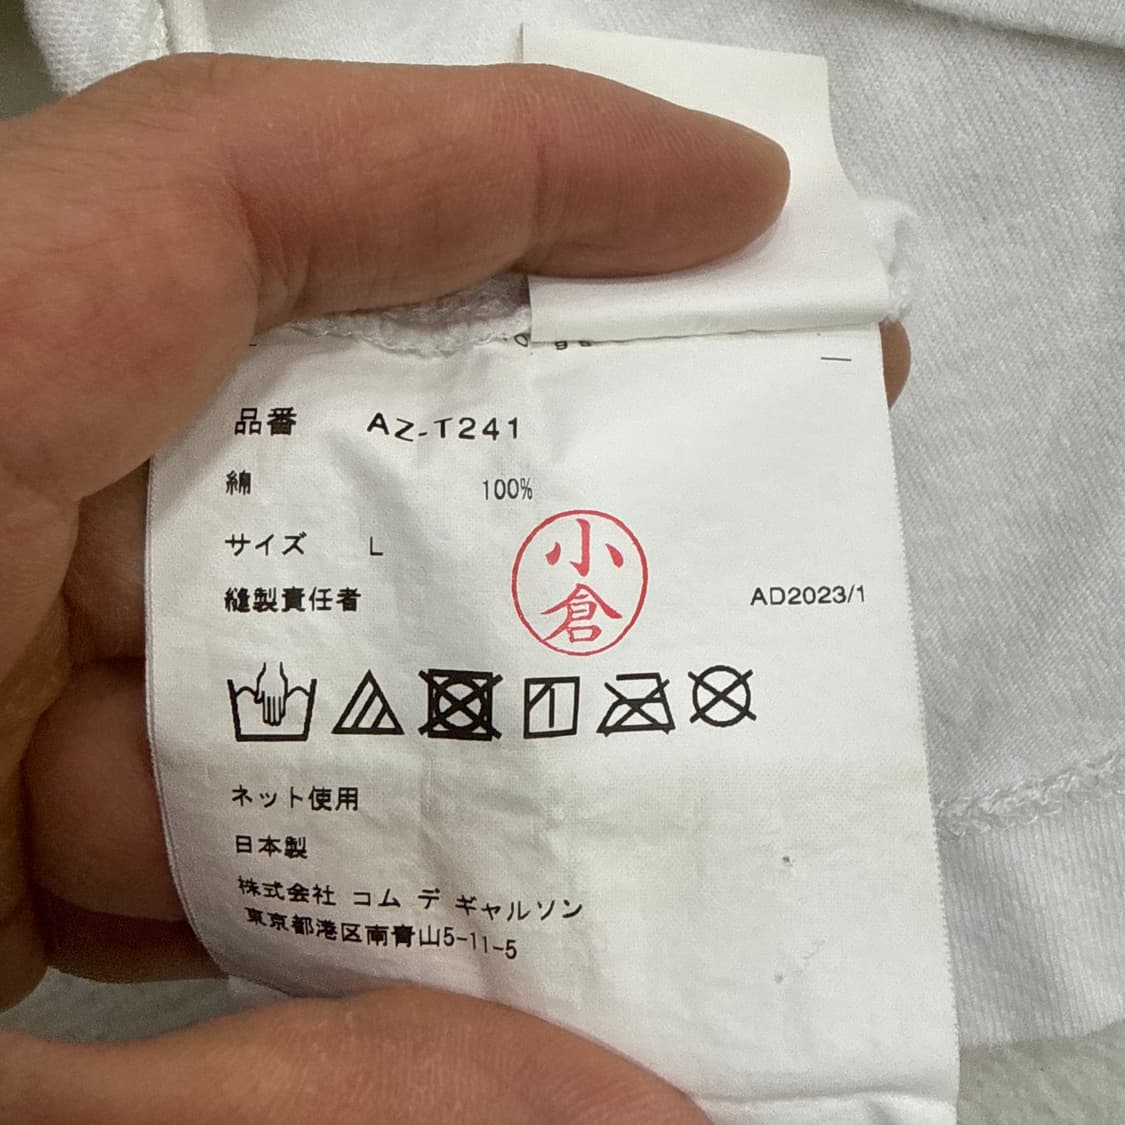 品番 AZ-T241
綿 100%
サイズ L
縫製責任者 小倉 AD2023/1
ネット使用
日本製
株式会社 コム デ ギャルソン
東京都港区南青山5-11-5